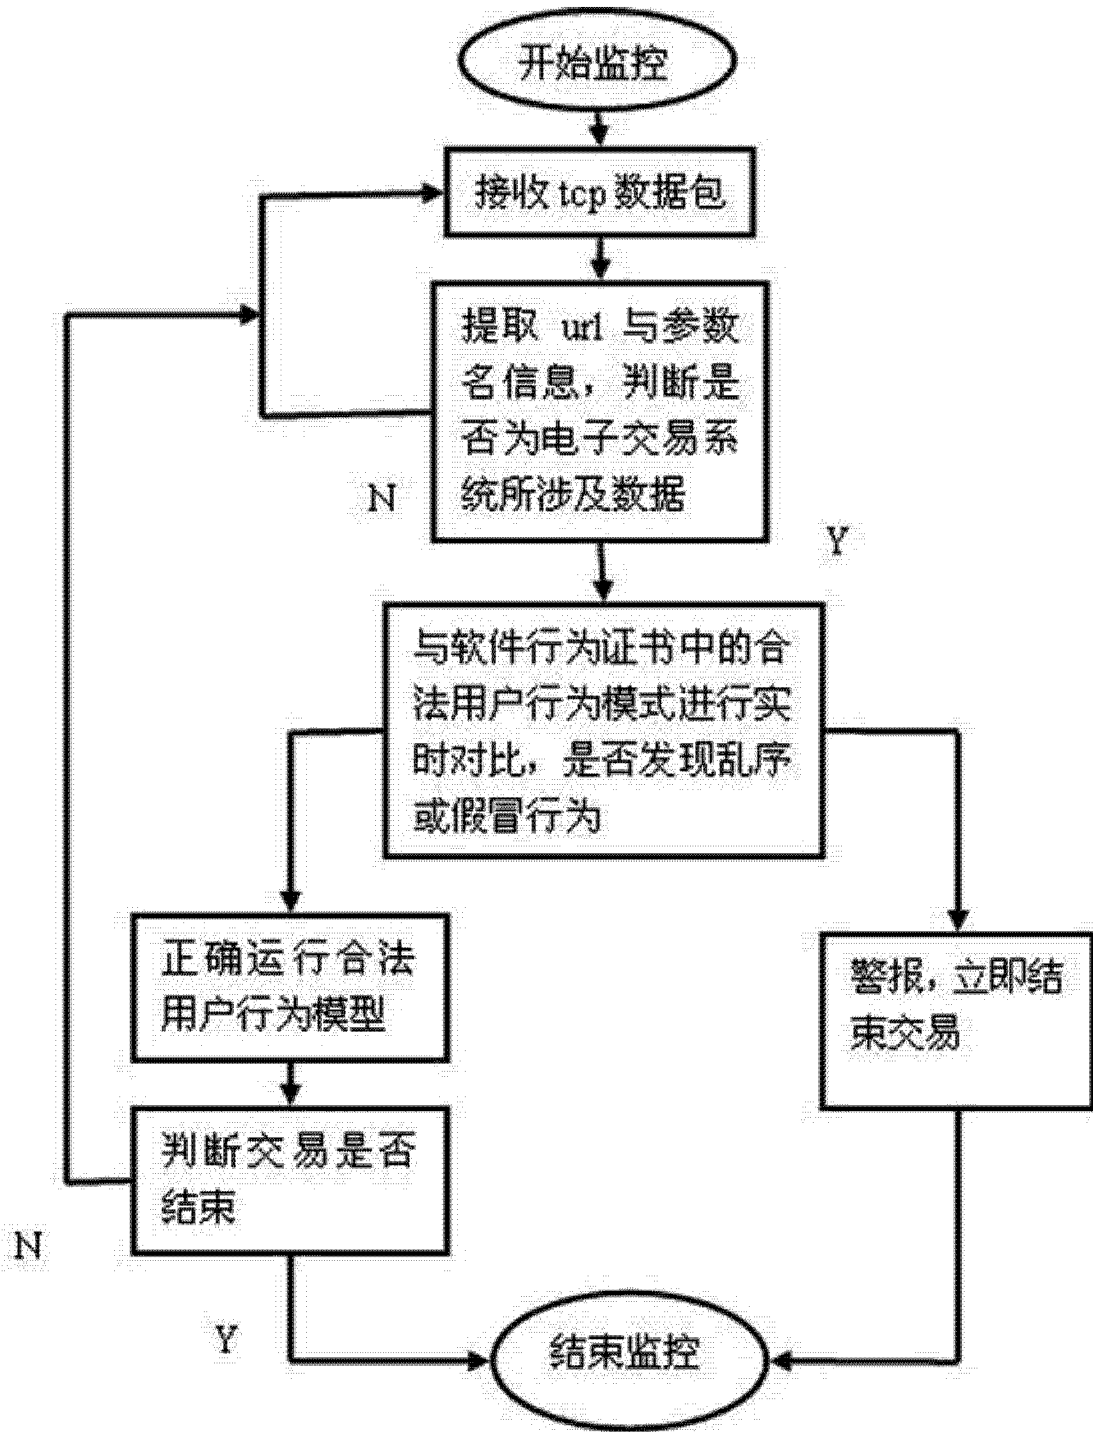 开始监控
接收tcp数据包
提取 url 与参数
名信息，判断是
否为电子交易系
统所涉及数据
N
Y
与软件行为证书中的合
法用户行为模式进行实
时对比，是否发现乱序
或假冒行为
正确运行合法
用户行为模型
警报，立即结
束交易
判断交易是否
结束
N
Y
结束监控